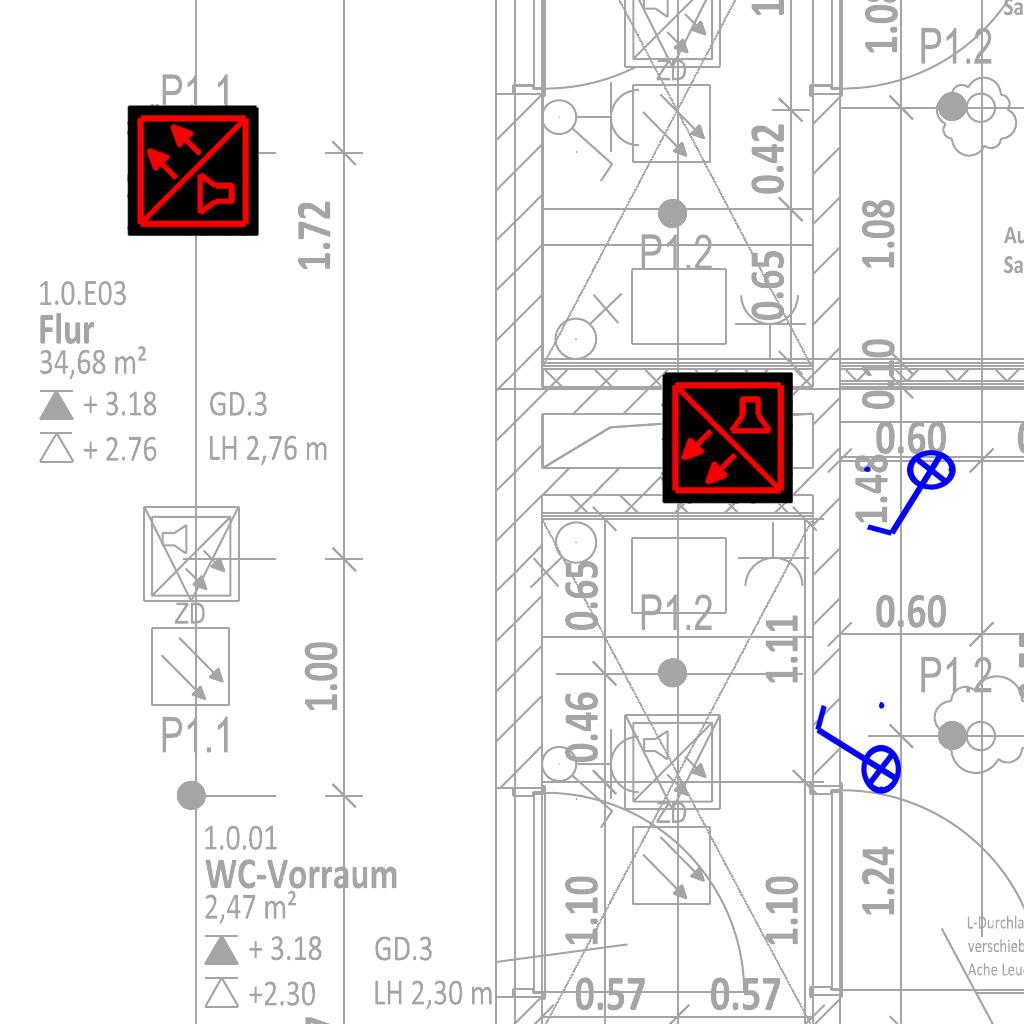 P1.1
1.72
1.0.E03
Flur
34,68 m²
+ 3.18 GD.3
+ 2.76 LH 2,76 m
ZD
1.00
P1.1
1.0.01
WC-Vorraum
2,47 m²
+ 3.18 GD.3
+2.30 LH 2,30 m
ZD
0.42
P1.2
0.65
1.08
P1.2
1.08
Au
Sa
0.10
0.60
1.48
0.60
0.65
P1.2
1.11
0.46
ZD
P1.2
1.10
1.10
1.24
0.57
0.57
L-Durchla
verschieb
Ache Leuc